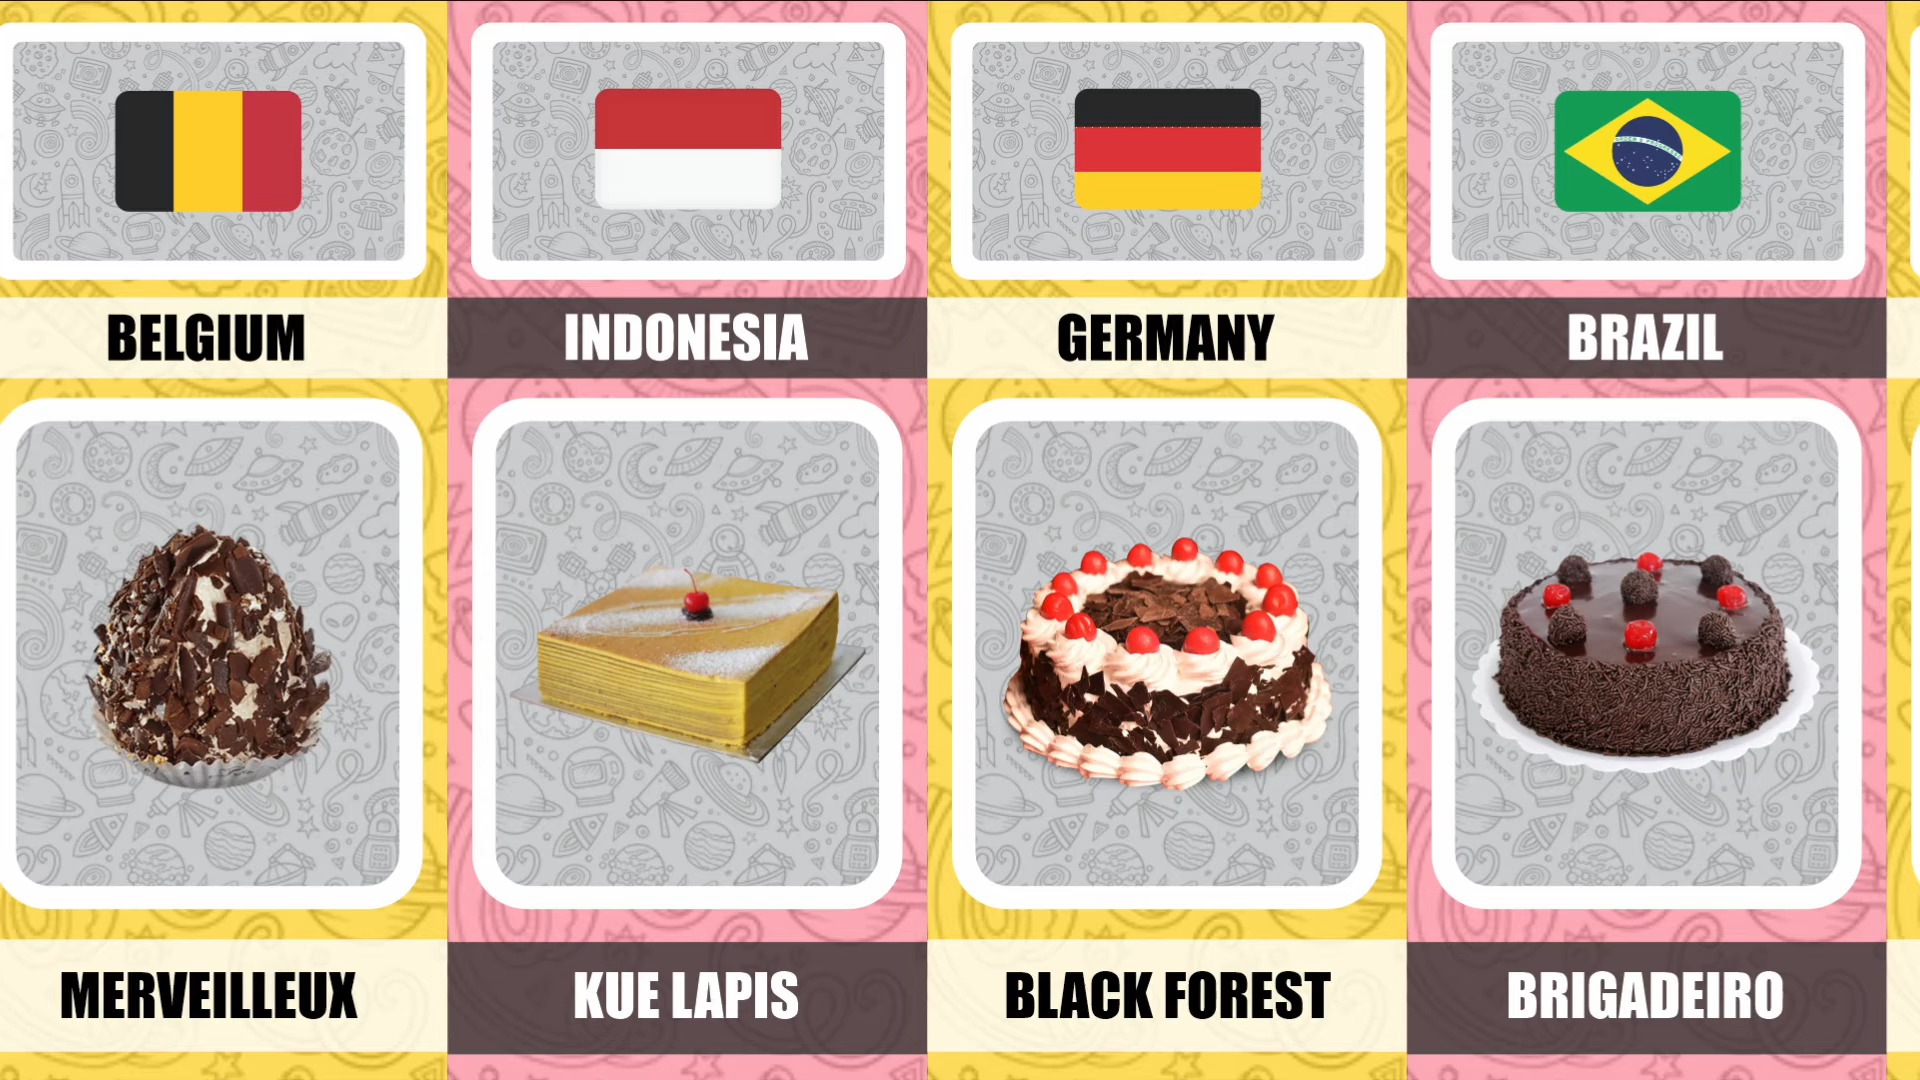 BELGIUM
INDONESIA
GERMANY
BRAZIL
MERVEILLEUX
KUE LAPIS
BLACK FOREST
BRIGADEIRO